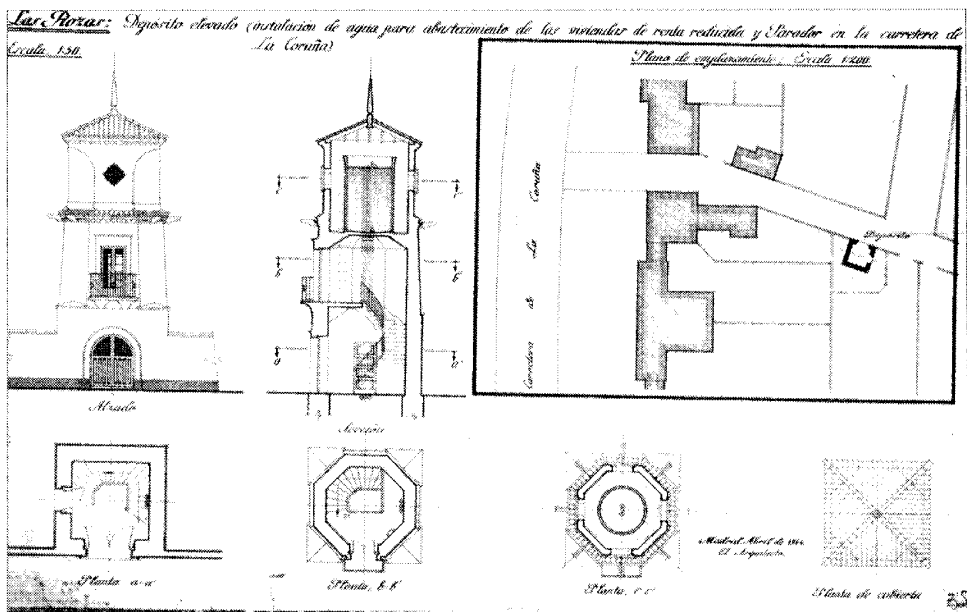 Las Rozas: Depósito elevado (instalación de agua para abastecimiento de las viviendas de renta reducida y Parador en la carretera de
La Coruña)
Escala 1:50.
Plano de emplazamiento. Escala 1:200
Carretera de La Coruña
Depósito
c
c'
b
b'
a
a'
Alzado
Sección
Planta a-a'
Planta, b-b'
Planta, c-c'
Madrid Abril de 1944.
El Arquitecto.
Planta de cubierta